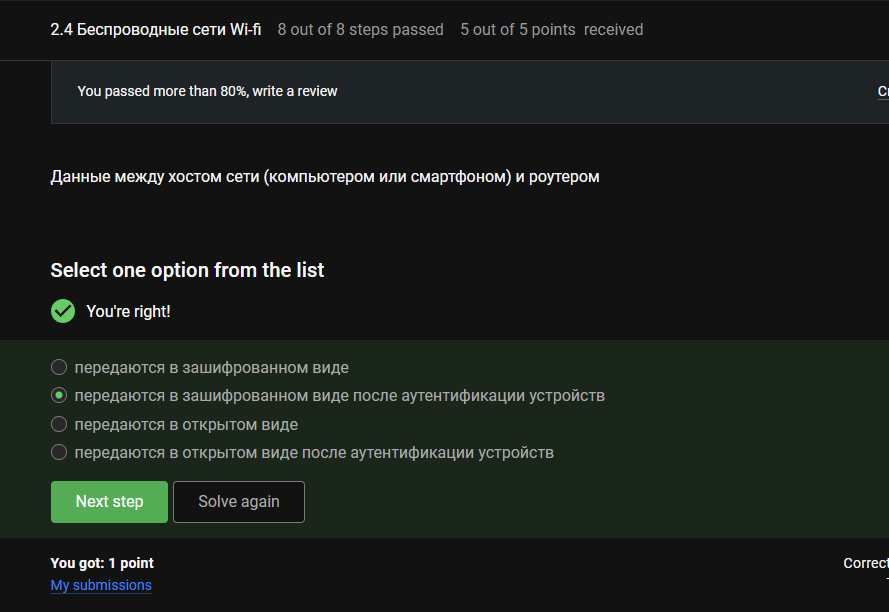 2.4 Беспроводные сети Wi-fi 8 out of 8 steps passed 5 out of 5 points received
You passed more than 80%, write a review
Данные между хостом сети (компьютером или смартфоном) и роутером
Select one option from the list
You're right!
передаются в зашифрованном виде
передаются в зашифрованном виде после аутентификации устройств
передаются в открытом виде
передаются в открытом виде после аутентификации устройств
Next step Solve again
You got: 1 point Correct
My submissions